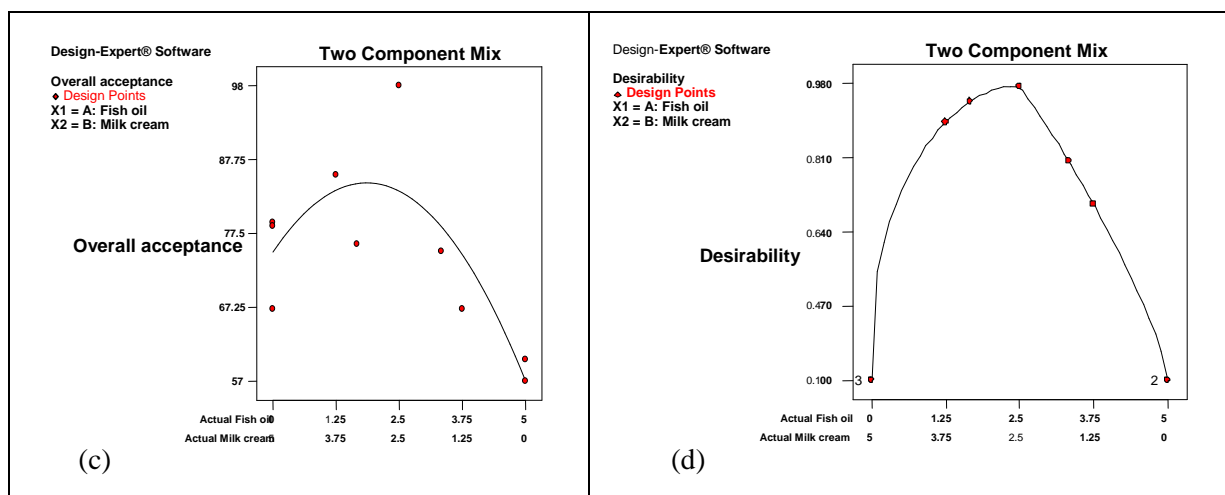 Design-Expert® Software
Two Component Mix
Overall acceptance
Design Points
X1 = A: Fish oil
X2 = B: Milk cream
98
87.75
77.5
67.25
57
Overall acceptance
Actual Fish oil 0 1.25 2.5 3.75 5
Actual Milk cream 3.75 2.5 1.25 0
(c)
Design-Expert® Software
Two Component Mix
Desirability
Design Points
X1 = A: Fish oil
X2 = B: Milk cream
0.980
0.810
0.640
0.470
0.100
Desirability
3
2
Actual Fish oil 0 1.25 2.5 3.75 5
Actual Milk cream 5 3.75 2.5 1.25 0
(d)